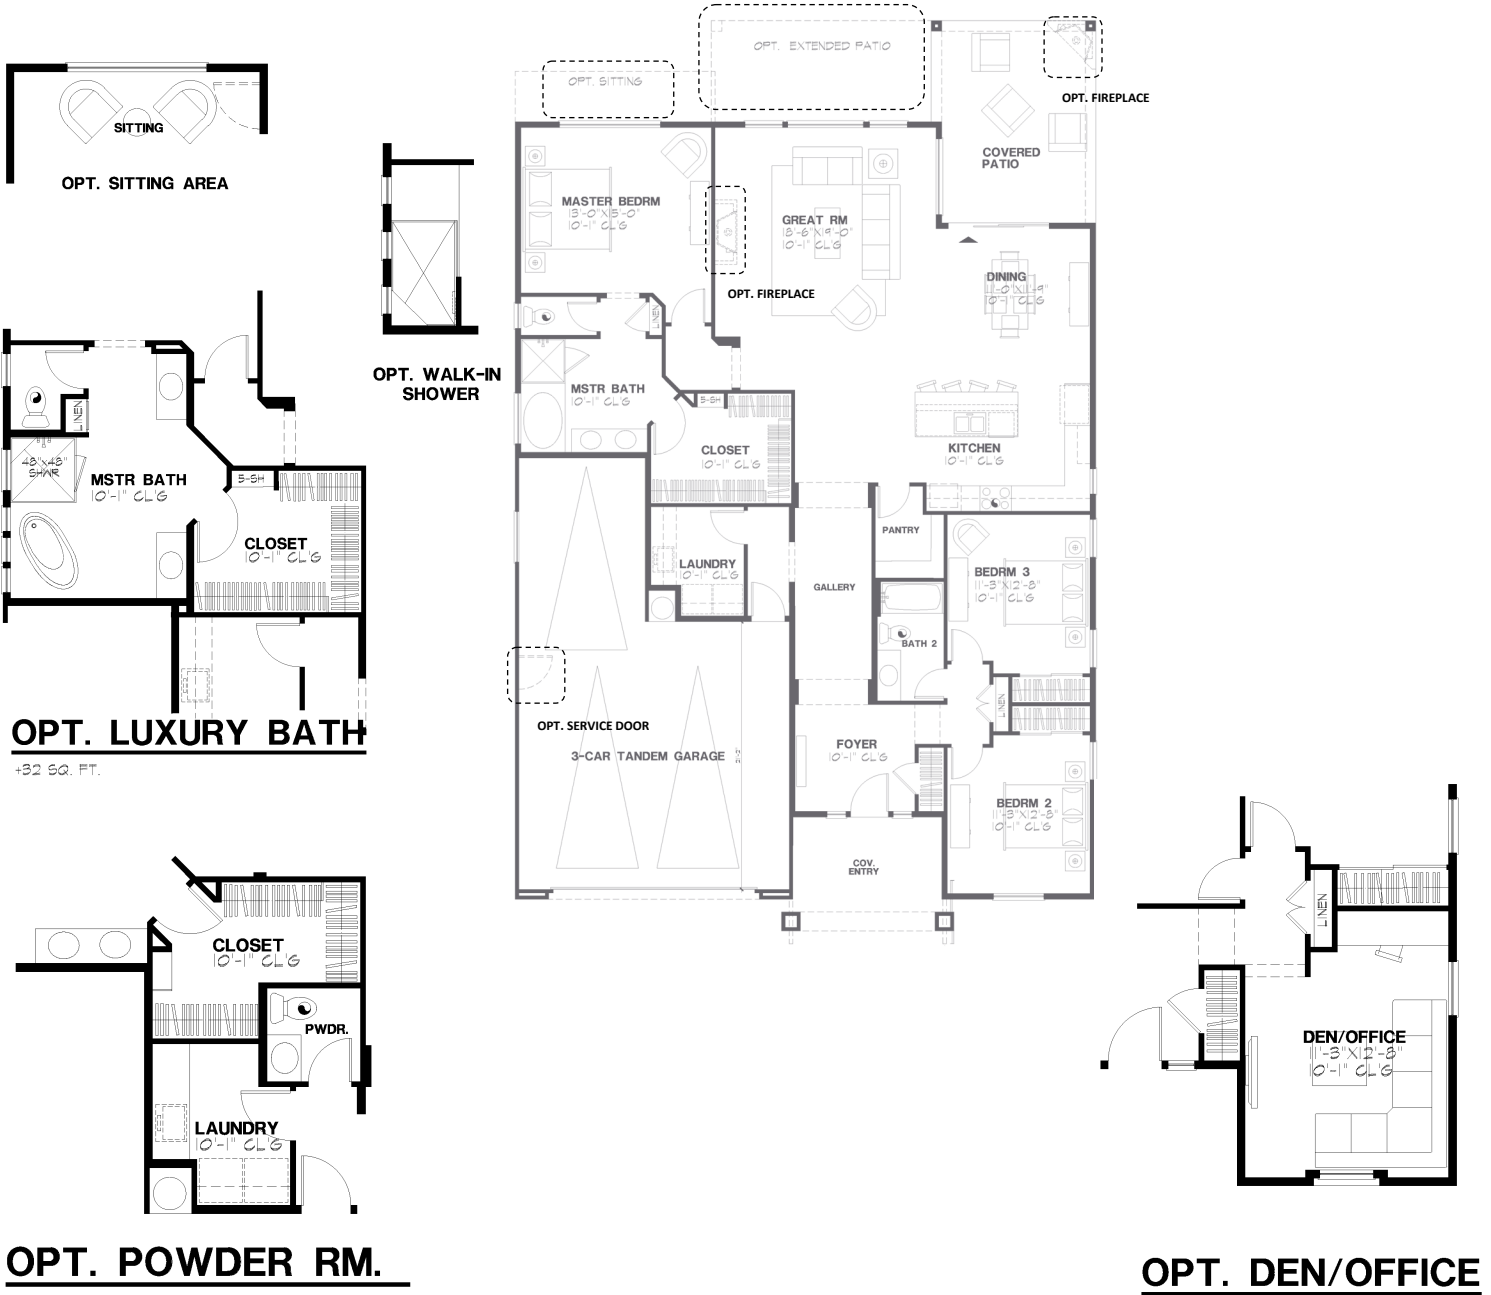 SITTING
OPT. SITTING AREA
OPT. WALK-IN
SHOWER
LINEN
48"x48"
SHWR
MSTR BATH
10'-1" CL'G
5-SH
CLOSET
10'-1" CL'G
OPT. LUXURY BATH
+32 SQ. FT.
CLOSET
10'-1" CL'G
PWDR.
LAUNDRY
10'-1" CL'G
OPT. POWDER RM.
OPT. SITTING
OPT. EXTENDED PATIO
OPT. FIREPLACE
COVERED
PATIO
MASTER BEDRM
13'-0"X15'-0"
10'-1" CL'G
GREAT RM
18'-6"X19'-0"
10'-1" CL'G
OPT. FIREPLACE
DINING
11'-0"X11'-9"
10'-1" CL'G
LINEN
MSTR BATH
10'-1" CL'G
5-SH
CLOSET
10'-1" CL'G
KITCHEN
10'-1" CL'G
PANTRY
LAUNDRY
10'-1" CL'G
GALLERY
BEDRM 3
11'-3"X12'-8"
10'-1" CL'G
BATH 2
LINEN
OPT. SERVICE DOOR
3-CAR TANDEM GARAGE
FOYER
10'-1" CL'G
BEDRM 2
11'-3"X12'-8"
10'-1" CL'G
COV.
ENTRY
LINEN
DEN/OFFICE
11'-3"X12'-8"
10'-1" CL'G
OPT. DEN/OFFICE